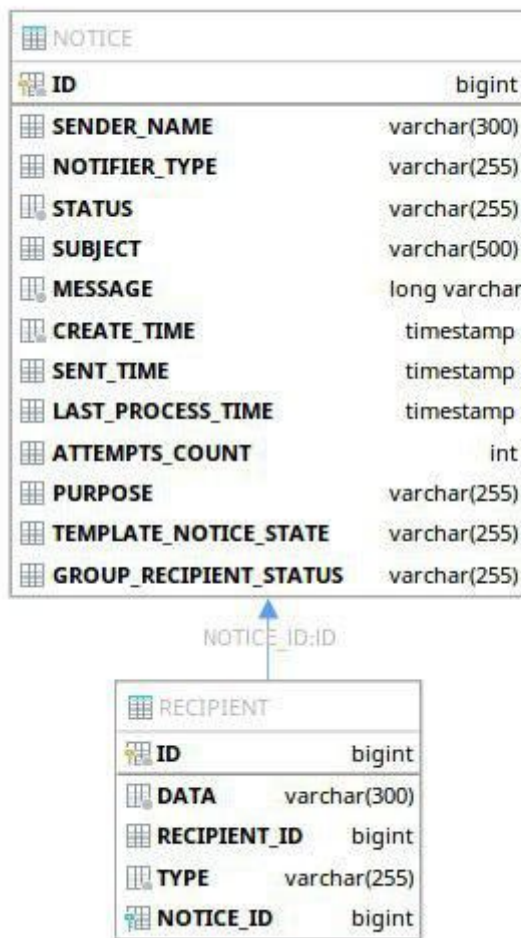 NOTICE
ID bigint
SENDER_NAME varchar(300)
NOTIFIER_TYPE varchar(255)
STATUS varchar(255)
SUBJECT varchar(500)
MESSAGE long varchar
CREATE_TIME timestamp
SENT_TIME timestamp
LAST_PROCESS_TIME timestamp
ATTEMPTS_COUNT int
PURPOSE varchar(255)
TEMPLATE_NOTICE_STATE varchar(255)
GROUP_RECIPIENT_STATUS varchar(255)
NOTICE_ID:ID
RECIPIENT
ID bigint
DATA varchar(300)
RECIPIENT_ID bigint
TYPE varchar(255)
NOTICE_ID bigint